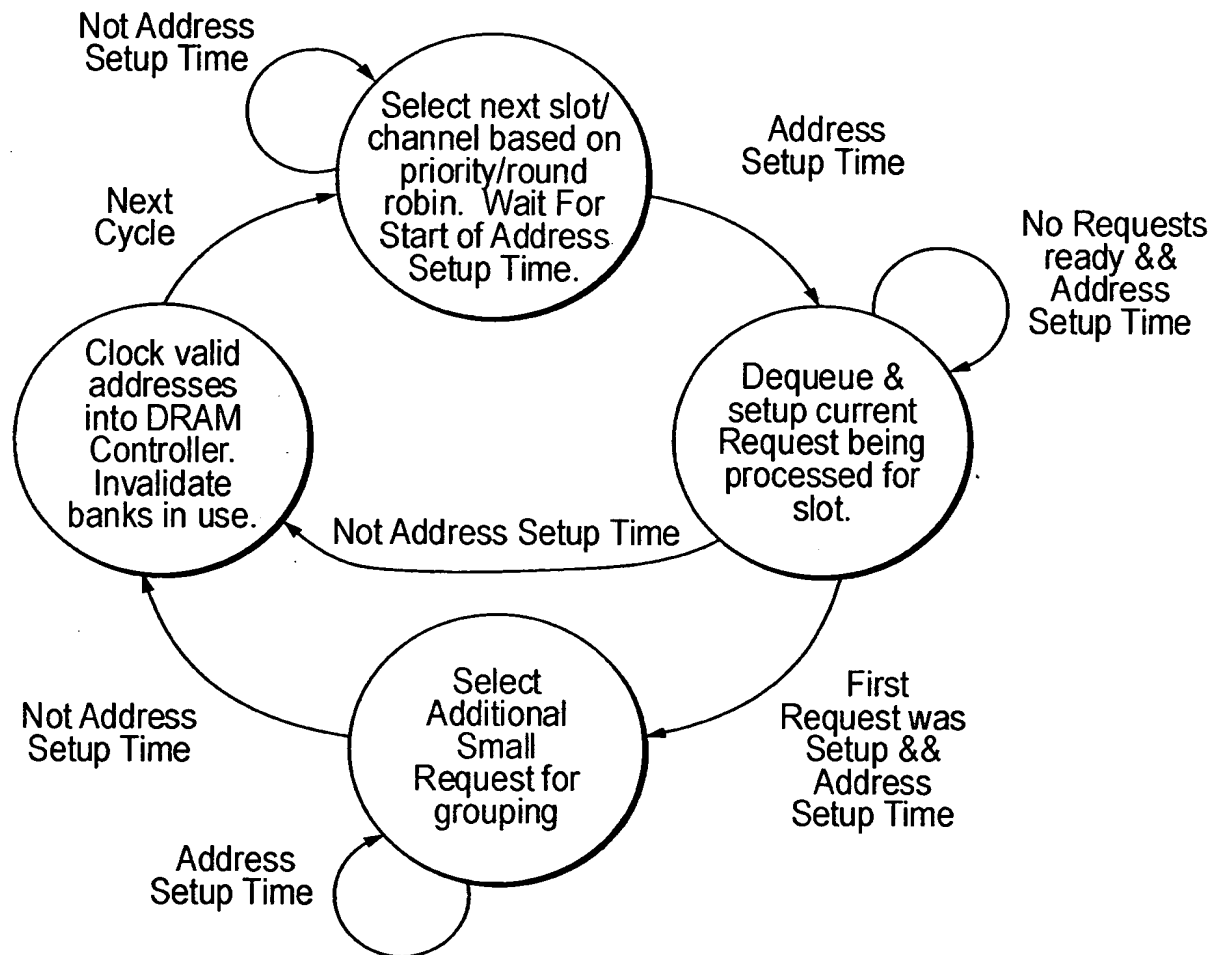 Not Address
Setup Time
Select next slot/
channel based on
priority/round
robin.  Wait For
Start of Address
Setup Time.
Address
Setup Time
Next
Cycle
No Requests
ready &&
Address
Setup Time
Clock valid
addresses
into DRAM
Controller.
Invalidate
banks in use.
Dequeue &
setup current
Request being
processed for
slot.
Not Address Setup Time
Not Address
Setup Time
Select
Additional
Small
Request for
grouping
First
Request was
Setup &&
Address
Setup Time
Address
Setup Time